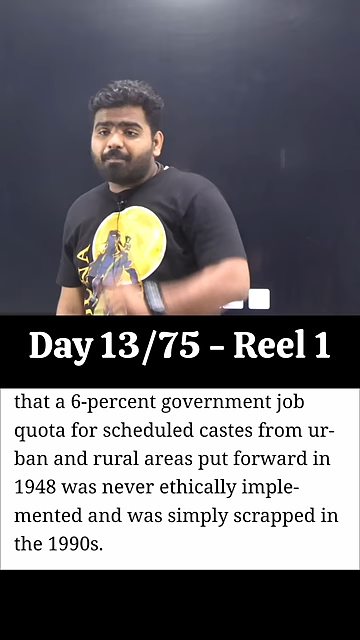 Day 13/75 – Reel 1
that a 6-percent government job
quota for scheduled castes from ur-
ban and rural areas put forward in
1948 was never ethically imple-
mented and was simply scrapped in
the 1990s.